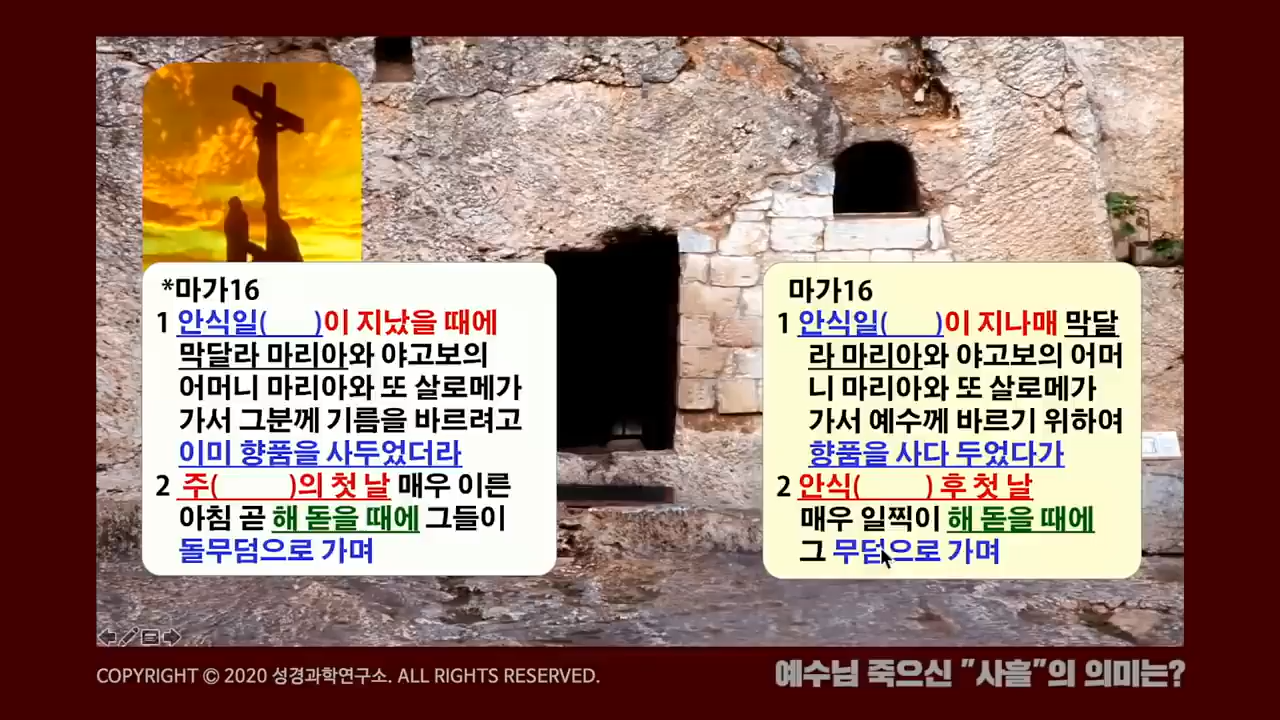 *마가16
1 안식일(      )이 지났을 때에
막달라 마리아와 야고보의
어머니 마리아와 또 살로메가
가서 그분께 기름을 바르려고
이미 향품을 사두었더라
2 주(          )의 첫 날 매우 이른
아침 곧 해 돋을 때에 그들이
돌무덤으로 가며
마가16
1 안식일(      )이 지나매 막달
라 마리아와 야고보의 어머
니 마리아와 또 살로메가
가서 예수께 바르기 위하여
향품을 사다 두었다가
2 안식(         ) 후 첫 날
매우 일찍이 해 돋을 때에
그 무덤으로 가며
COPYRIGHT © 2020 성경과학연구소. ALL RIGHTS RESERVED.
예수님 죽으신 "사흘"의 의미는?